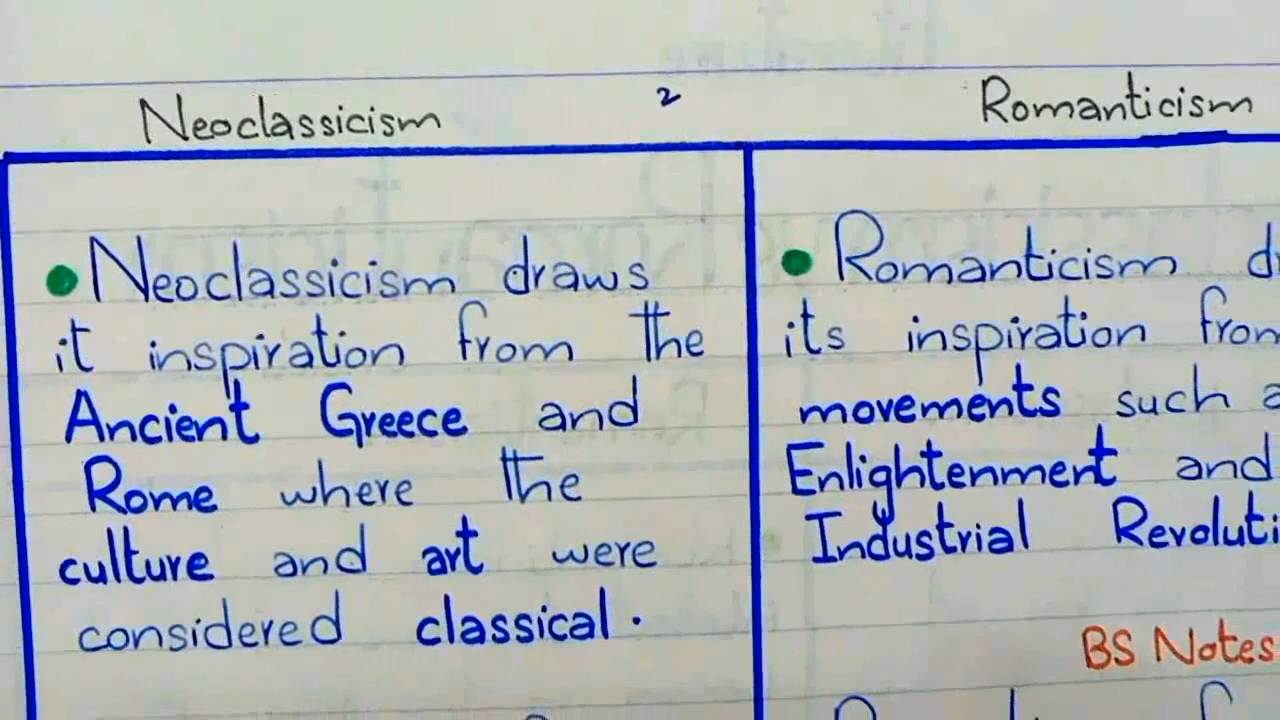 Neoclassicism 2 Romanticism
• Neoclassicism draws
it inspiration from the
Ancient Greece and
Rome where the
culture and art were
considered classical.
• Romanticism
its inspiration
movements such
Enlightenment and
Industrial
BS Notes